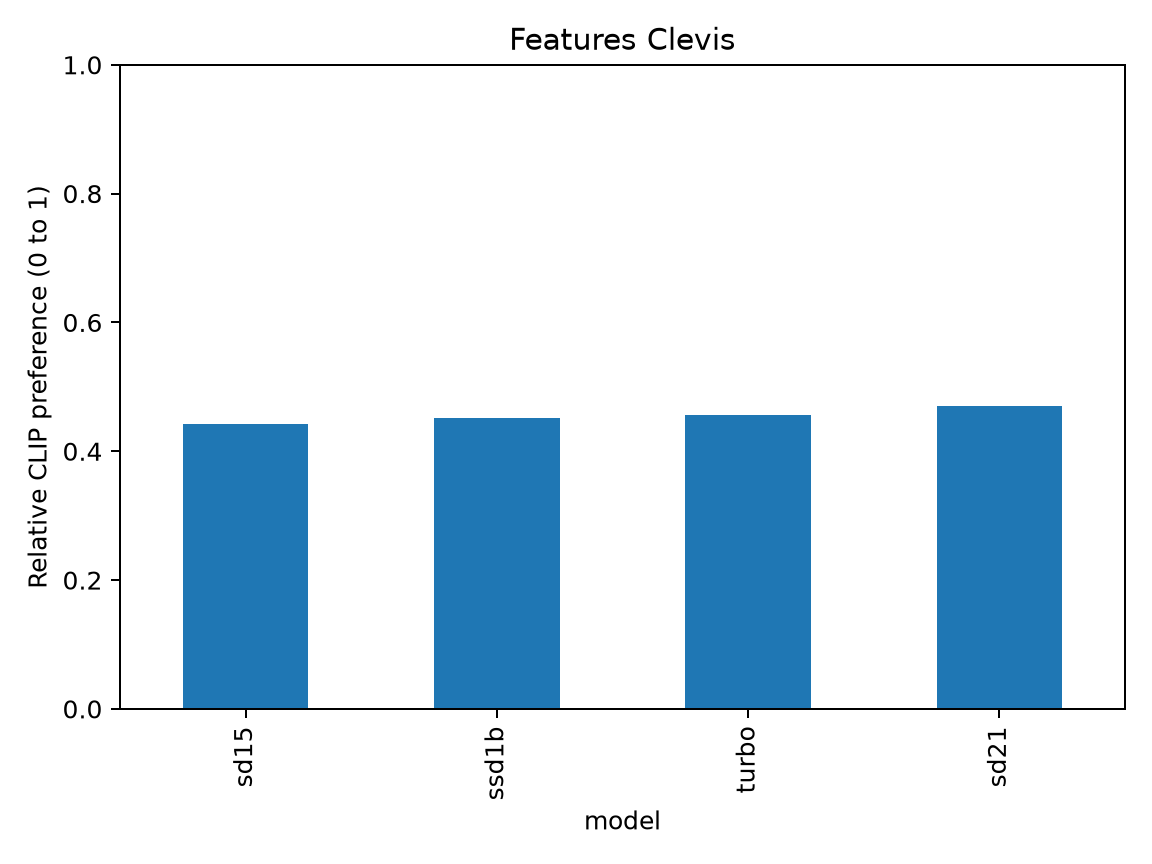 Features Clevis
Relative CLIP preference (0 to 1)
1.0
0.8
0.6
0.4
0.2
0.0
sd15
ssd1b
turbo
sd21
model